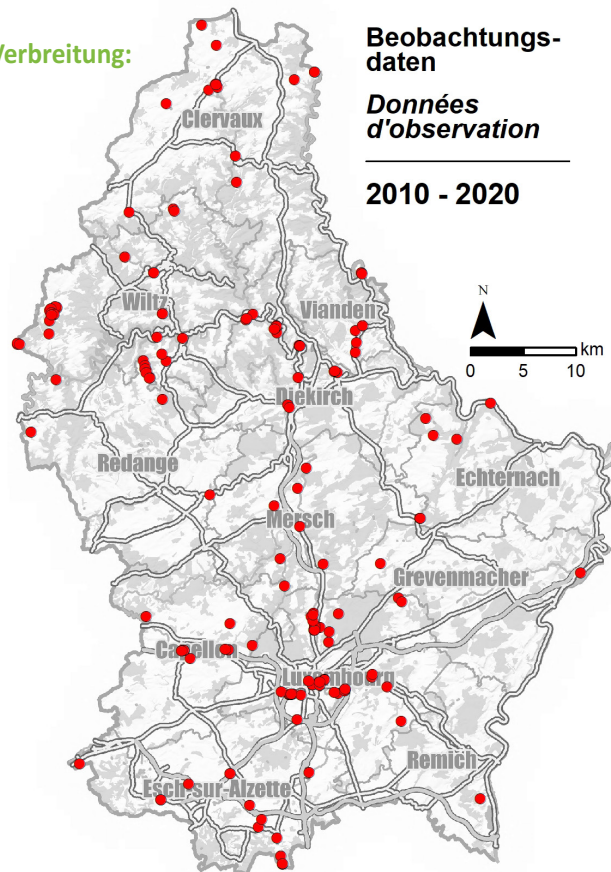 Verbreitung:
Beobachtungs-
daten
Données
d'observation
2010 - 2020
Clervaux
Wiltz
Vianden
N
km
0 5 10
Diekirch
Redange
Echternach
Mersch
Grevenmacher
Capellen
Luxembourg
Remich
Esch-sur-Alzette